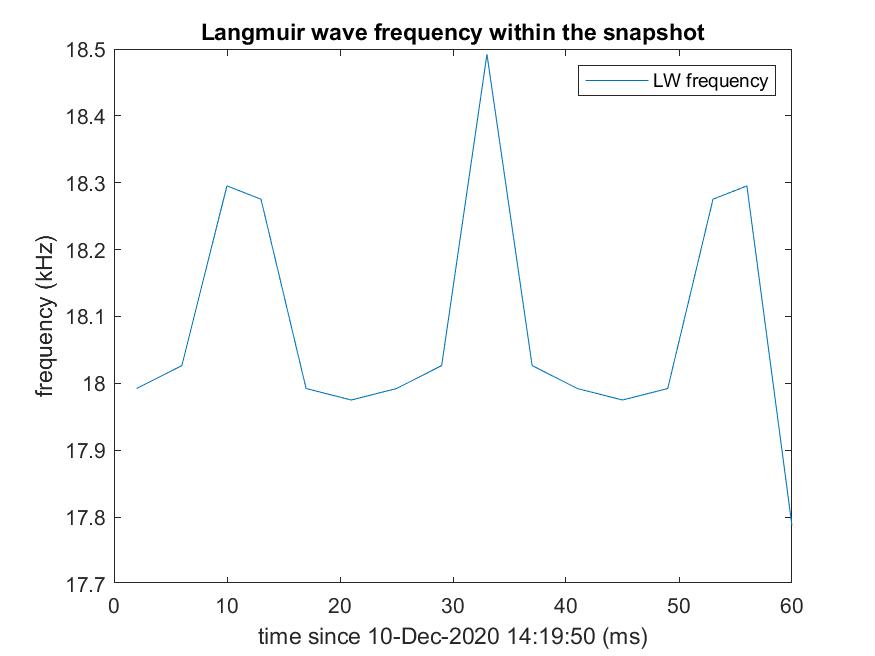 Langmuir wave frequency within the snapshot
18.5
18.4
18.3
18.2
18.1
18
17.9
17.8
17.7
frequency (kHz)
LW frequency
0 10 20 30 40 50 60
time since 10-Dec-2020 14:19:50 (ms)